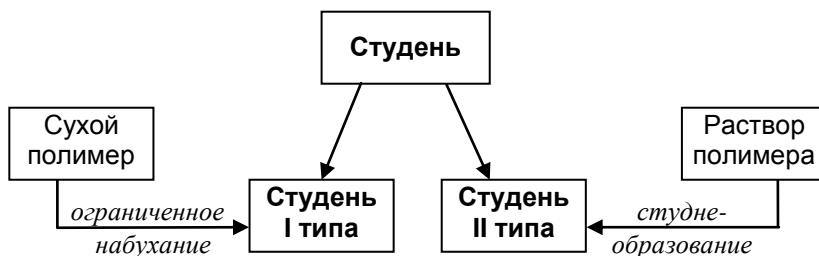 Студень
Сухой
полимер
Раствор
полимера
Студень
I типа
Студень
II типа
ограниченное
набухание
студне-
образование